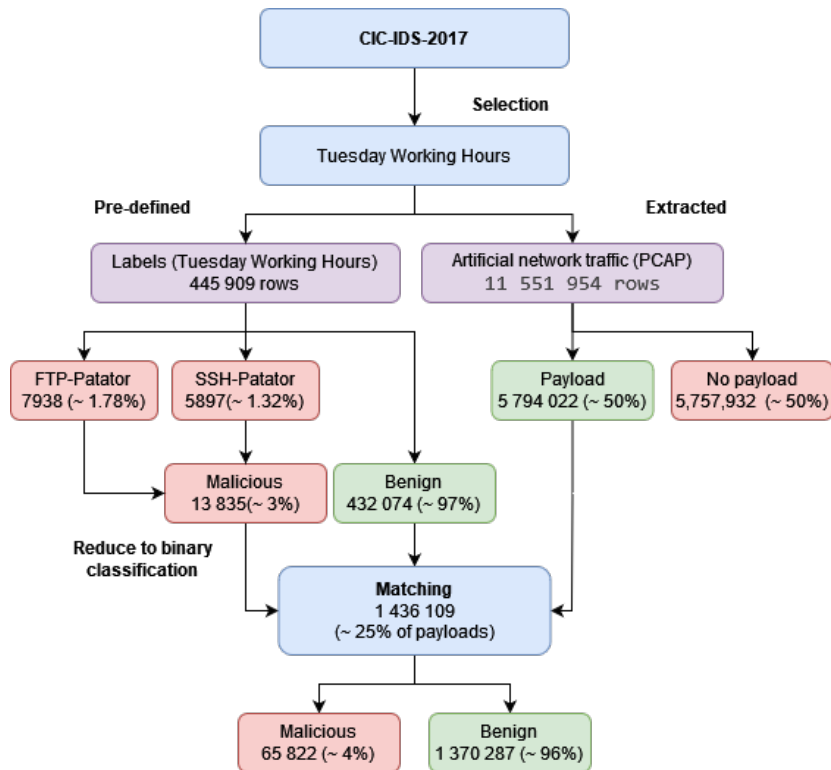 CIC-IDS-2017
Selection
Tuesday Working Hours
Pre-defined
Extracted
Labels (Tuesday Working Hours)
445 909 rows
Artificial network traffic (PCAP)
11 551 954 rows
FTP-Patator
7938 (~ 1.78%)
SSH-Patator
5897(~ 1.32%)
Payload
5 794 022 (~ 50%)
No payload
5,757,932 (~ 50%)
Malicious
13 835(~ 3%)
Benign
432 074 (~ 97%)
Reduce to binary
classification
Matching
1 436 109
(~ 25% of payloads)
Malicious
65 822 (~ 4%)
Benign
1 370 287 (~ 96%)